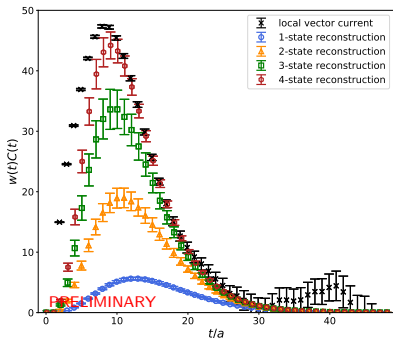 50
40
30
20
10
0
w(t)C(t)
local vector current
1-state reconstruction
2-state reconstruction
3-state reconstruction
4-state reconstruction
PRELIMINARY
0 10 20 30 40
t/a